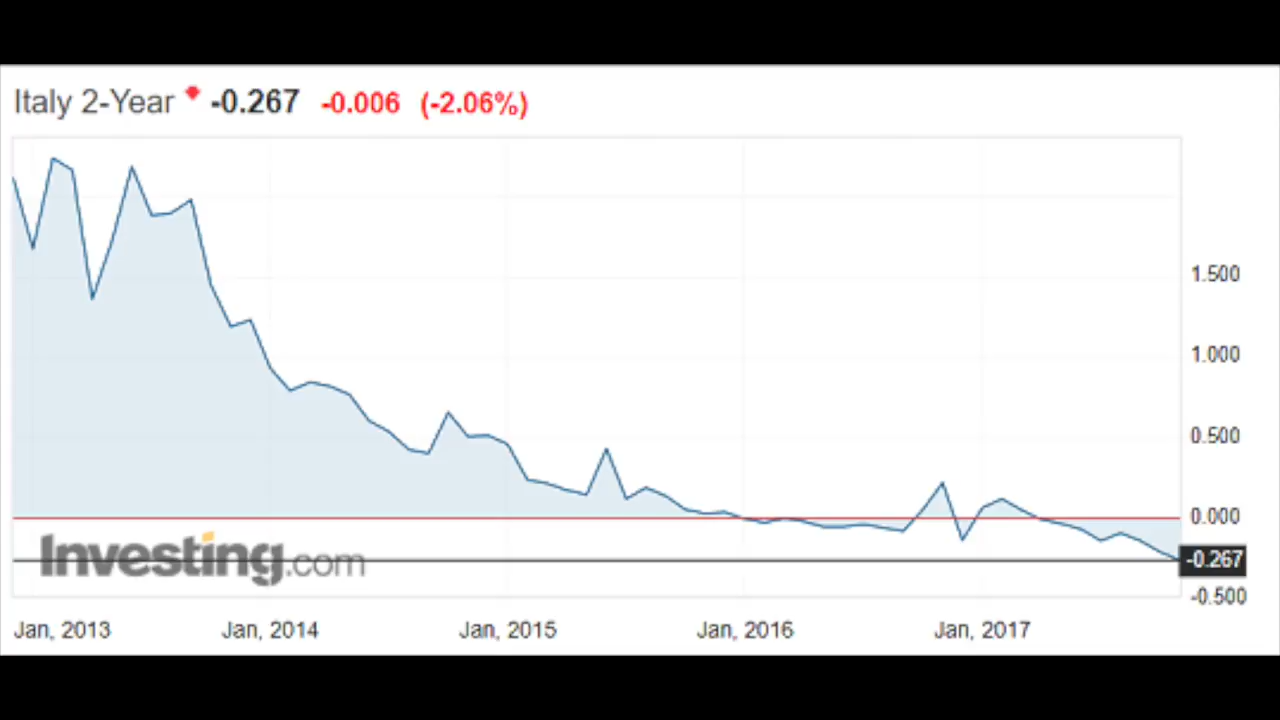 Italy 2-Year -0.267 -0.006 (-2.06%)
1.500
1.000
0.500
0.000
-0.267
-0.500
Investing.com
Jan, 2013 Jan, 2014 Jan, 2015 Jan, 2016 Jan, 2017